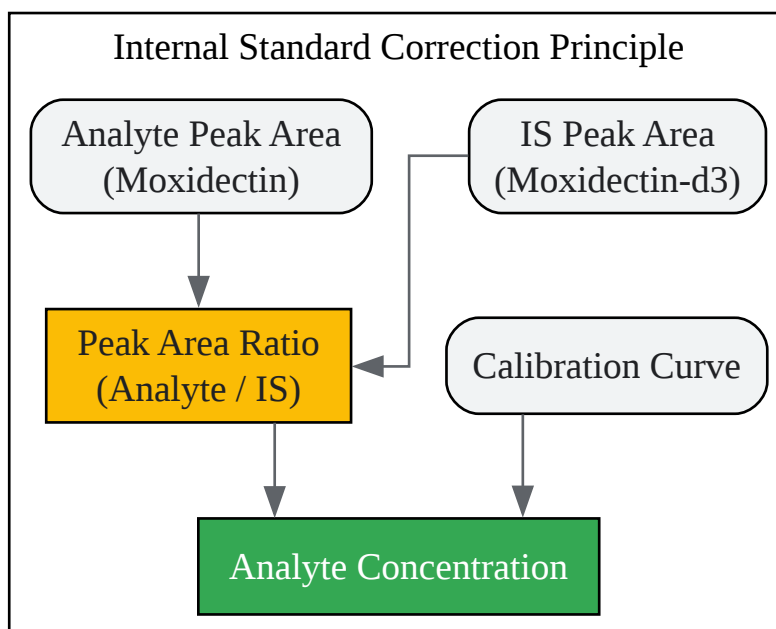 Internal Standard Correction Principle
Analyte Peak Area
(Moxidectin)
IS Peak Area
(Moxidectin-d3)
Peak Area Ratio
(Analyte / IS)
Calibration Curve
Analyte Concentration